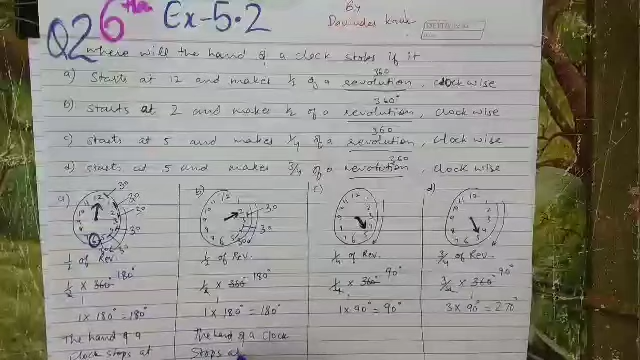 By
Davinder Kaur
6th Ex-5.2
Q2 where will the hand of a clock stops if it
a) Starts at 12 and makes ½ of a revolution, clockwise
360
b) Starts at 2 and makes ½ of a revolution, clockwise
360°
c) Starts at 5 and makes ¼ of a revolution, clockwise
360
d) Starts at 5 and makes ¾ of a revolution, clockwise
360
a) b) c) d)
½ of Rev. ½ of Rev. ¼ of Rev. ¾ of Rev.
½ × 360° 180° ½ × 360° 180° ¼ × 360° 90° ¾ × 360° 90°
1 × 180° = 180° 1 × 180° = 180° 1 × 90° = 90° 3 × 90° = 270°
The hand of a The hand of a Clock
Clock stops at Stops at